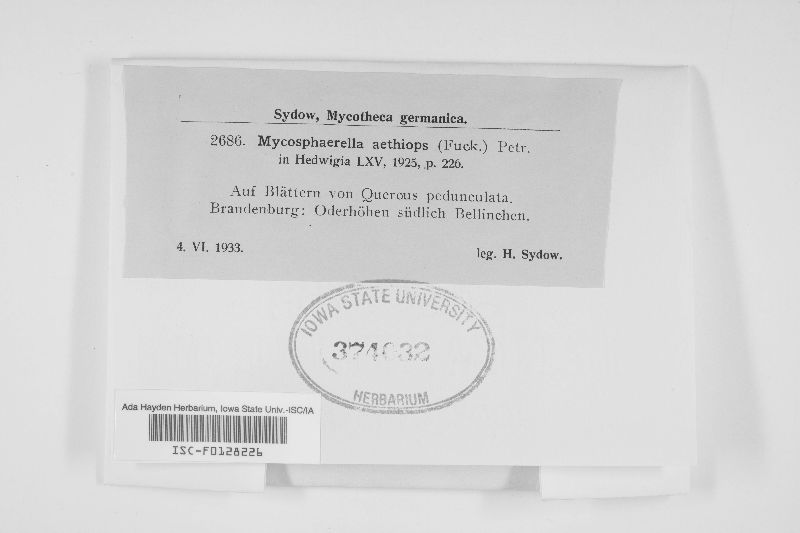 Sydow, Mycotheca germanica.
2686. Mycosphaerella aethiops (Fuck.) Petr.
in Hedwigia LXV, 1925, p. 226.
Auf Blättern von Quercus pedunculata.
Brandenburg: Oderhöhen südlich Bellinchen.
4. VI. 1933.
leg. H. Sydow.
IOWA STATE UNIVERSITY
374032
HERBARIUM
Ada Hayden Herbarium, Iowa State Univ.-ISC/IA
ISC-F0128226